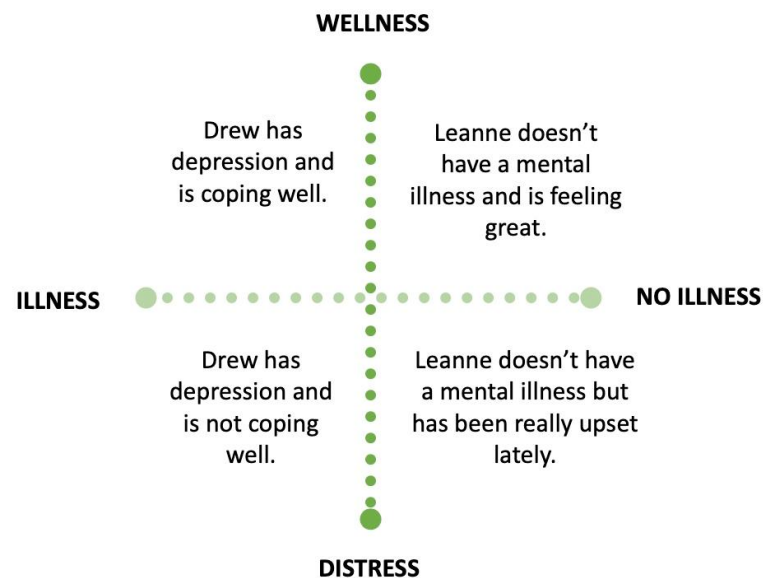 WELLNESS
Drew has
depression and
is coping well.
Leanne doesn’t
have a mental
illness and is feeling
great.
ILLNESS
NO ILLNESS
Drew has
depression and
is not coping
well.
Leanne doesn’t have
a mental illness but
has been really upset
lately.
DISTRESS